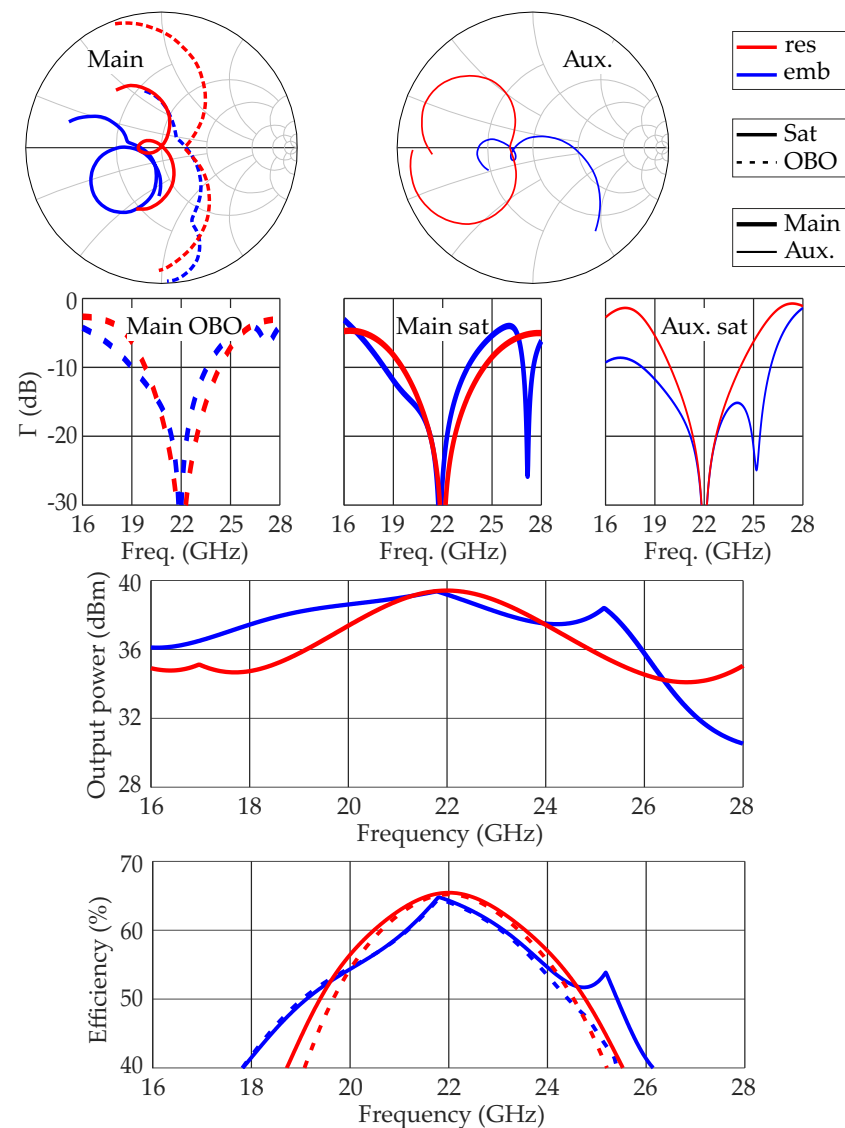 Main
Aux.
res
emb
Sat
OBO
Main
Aux.
Γ (dB)
0
-10
-20
-30
Main OBO
Main sat
Aux. sat
16 19 22 25 28
16 19 22 25 28
16 19 22 25 28
Freq. (GHz)
Freq. (GHz)
Freq. (GHz)
Output power (dBm)
40
36
32
28
16 18 20 22 24 26 28
Frequency (GHz)
Efficiency (%)
70
60
50
40
16 18 20 22 24 26 28
Frequency (GHz)